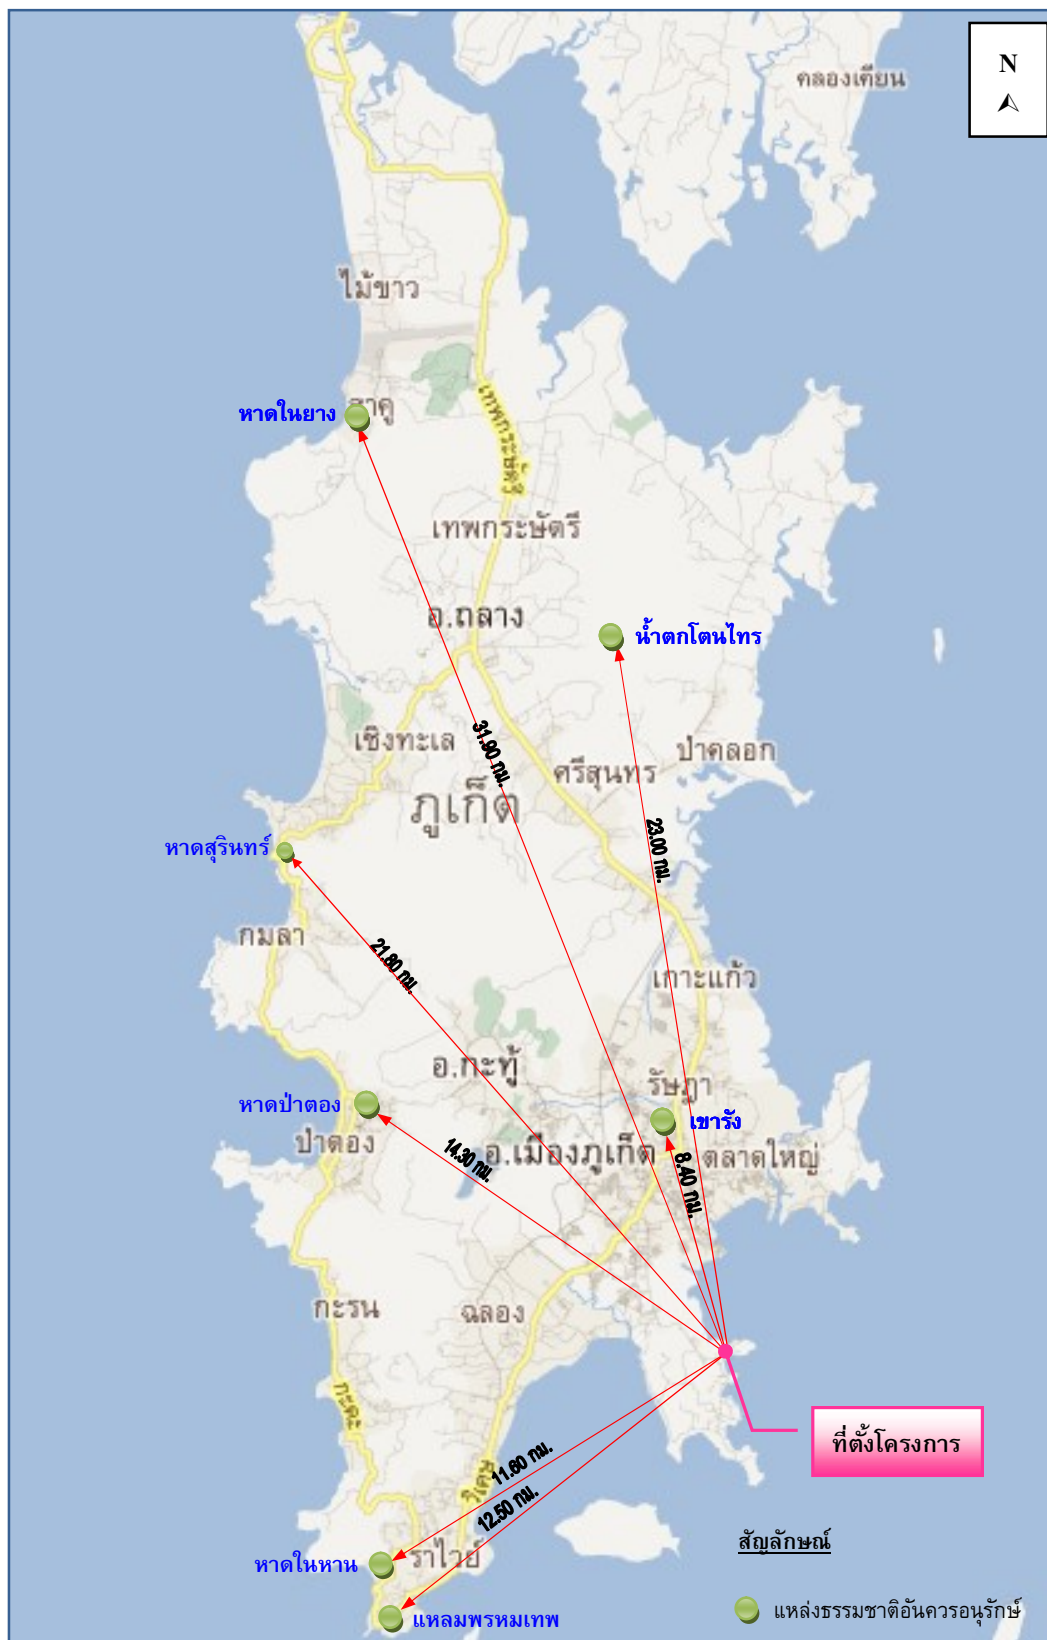 N
คลองเคียน
ไม้ขาว
สาคู
หาดในยาง
เทพกระษัตรี
เทพกระษัตรี
อ.ถลาง
น้ำตกโตนไทร
31.90 กม.
เชิงทะเล
ป่าคลอก
ศรีสุนทร
ภูเก็ต
23.00 กม.
หาดสุรินทร์
กมลา
21.80 กม.
เกาะแก้ว
อ.กะทู้
รัษฎา
หาดป่าตอง
เขารัง
ป่าตอง
14.30 กม.
อ.เมืองภูเก็ต
ตลาดใหญ่
8.40 กม.
กะรน
ฉลอง
กะตะ
ที่ตั้งโครงการ
11.60 กม.
วิเศษ
12.50 กม.
สัญลักษณ์
หาดในหาน
ราไวย์
แหลมพรหมเทพ
แหล่งธรรมชาติอันควรอนุรักษ์